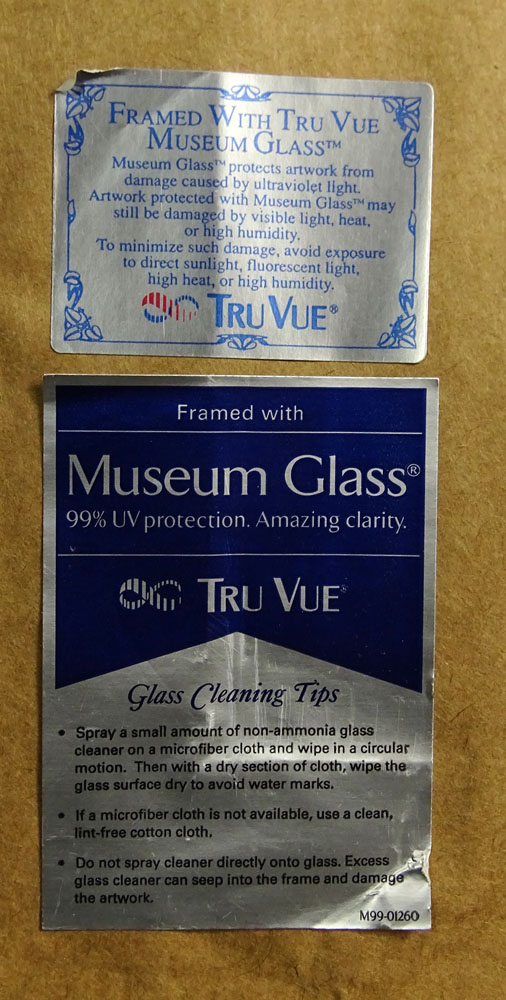 FRAMED WITH TRU VUE
MUSEUM GLASS™
Museum Glass™ protects artwork from
damage caused by ultraviolet light.
Artwork protected with Museum Glass™ may
still be damaged by visible light, heat,
or high humidity.
To minimize such damage, avoid exposure
to direct sunlight, fluorescent light,
high heat, or high humidity.
TRU VUE®
Framed with
Museum Glass®
99% UV protection. Amazing clarity.
TRU VUE®
Glass Cleaning Tips
• Spray a small amount of non-ammonia glass
cleaner on a microfiber cloth and wipe in a circular
motion. Then with a dry section of cloth, wipe the
glass surface dry to avoid water marks.
• If a microfiber cloth is not available, use a clean,
lint-free cotton cloth.
• Do not spray cleaner directly onto glass. Excess
glass cleaner can seep into the frame and damage
the artwork.
M99-01260